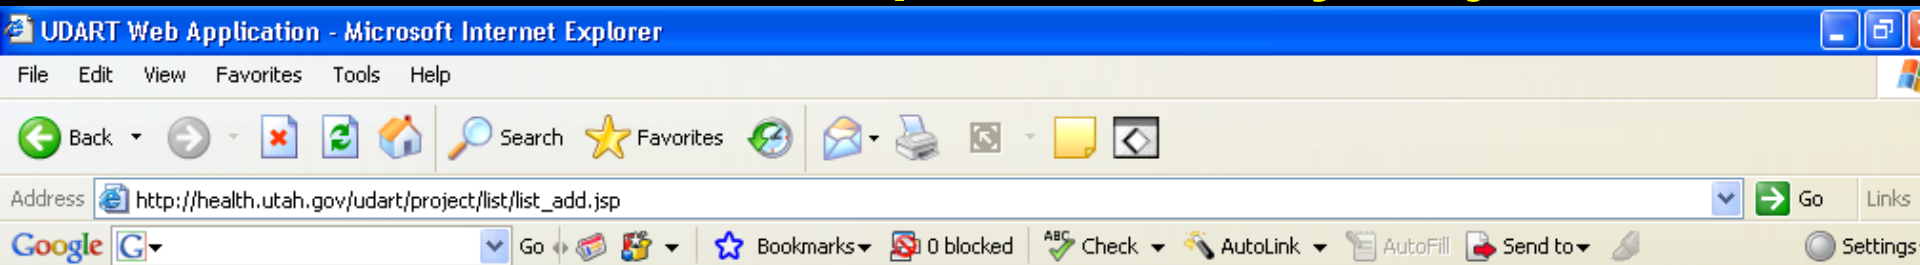 UDART Web Application - Microsoft Internet Explorer
File Edit View Favorites Tools Help
Back Search Favorites
Address http://health.utah.gov/udart/project/list/list_add.jsp Go Links
Google G Go Bookmarks 0 blocked ABC Check AutoLink AutoFill Send to Settings